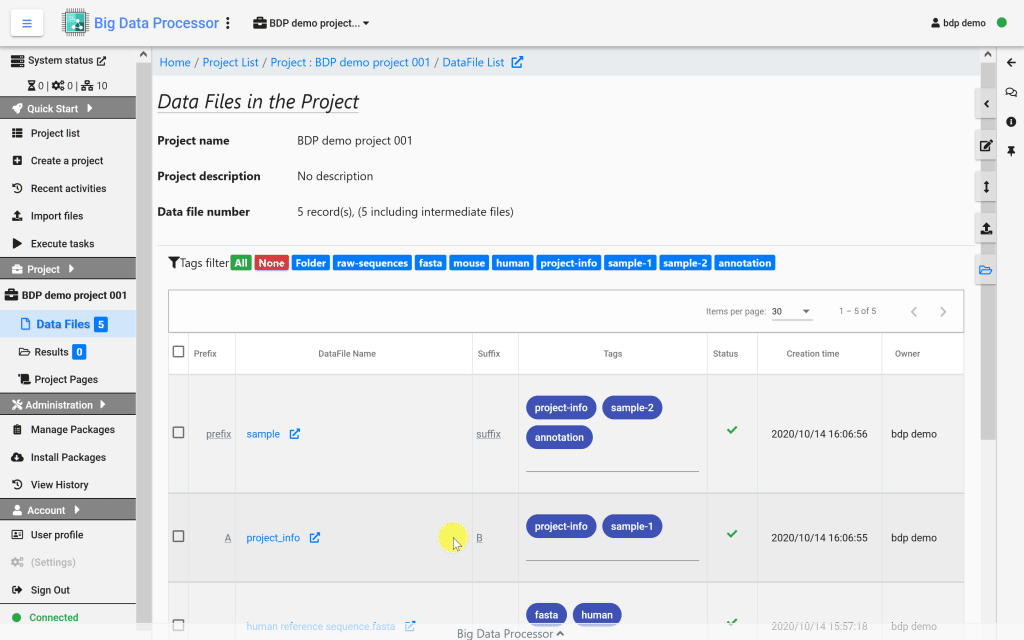 Big Data Processor
BDP demo project...
bdp demo
System status
0 | 0 | 10
Quick Start
Project list
Create a project
Recent activities
Import files
Execute tasks
Project
BDP demo project 001
Data Files 5
Results 0
Project Pages
Administration
Manage Packages
Install Packages
View History
Account
User profile
(Settings)
Sign Out
Connected
Home / Project List / Project : BDP demo project 001 / DataFile List
Data Files in the Project
Project name BDP demo project 001
Project description No description
Data file number 5 record(s), (5 including intermediate files)
Tags filter All None Folder raw-sequences fasta mouse human project-info sample-1 sample-2 annotation
Items per page: 30 1 – 5 of 5
Prefix DataFile Name Suffix Tags Status Creation time Owner
project-info sample-2
prefix sample suffix annotation 2020/10/14 16:06:56 bdp demo
project-info sample-1
A project_info B 2020/10/14 16:06:55 bdp demo
fasta human
human reference sequence.fasta 2020/10/14 15:57:18 bdp demo
Big Data Processor